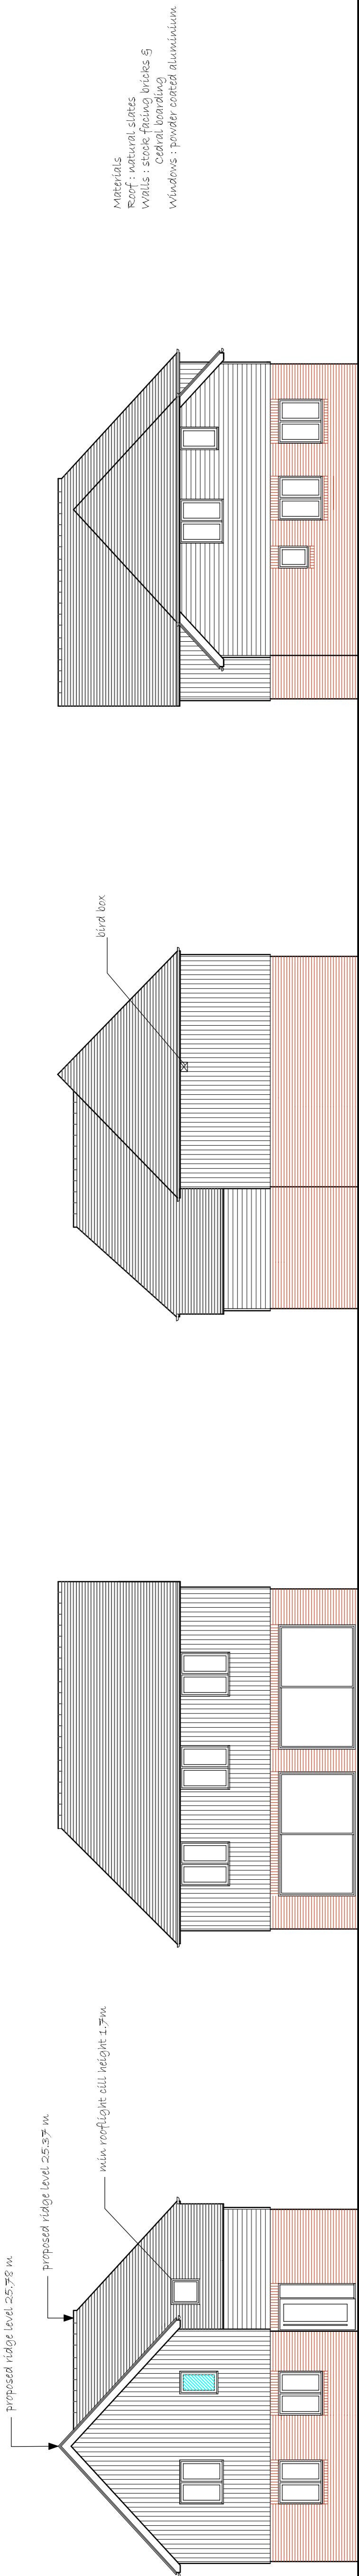 proposed ridge level 25.78 m
proposed ridge level 25.37 m
min rooflight cill height 1.7m
bird box
Materials
Roof : natural slates
Walls : stock facing bricks &
Cedral boarding
Windows : powder coated aluminium